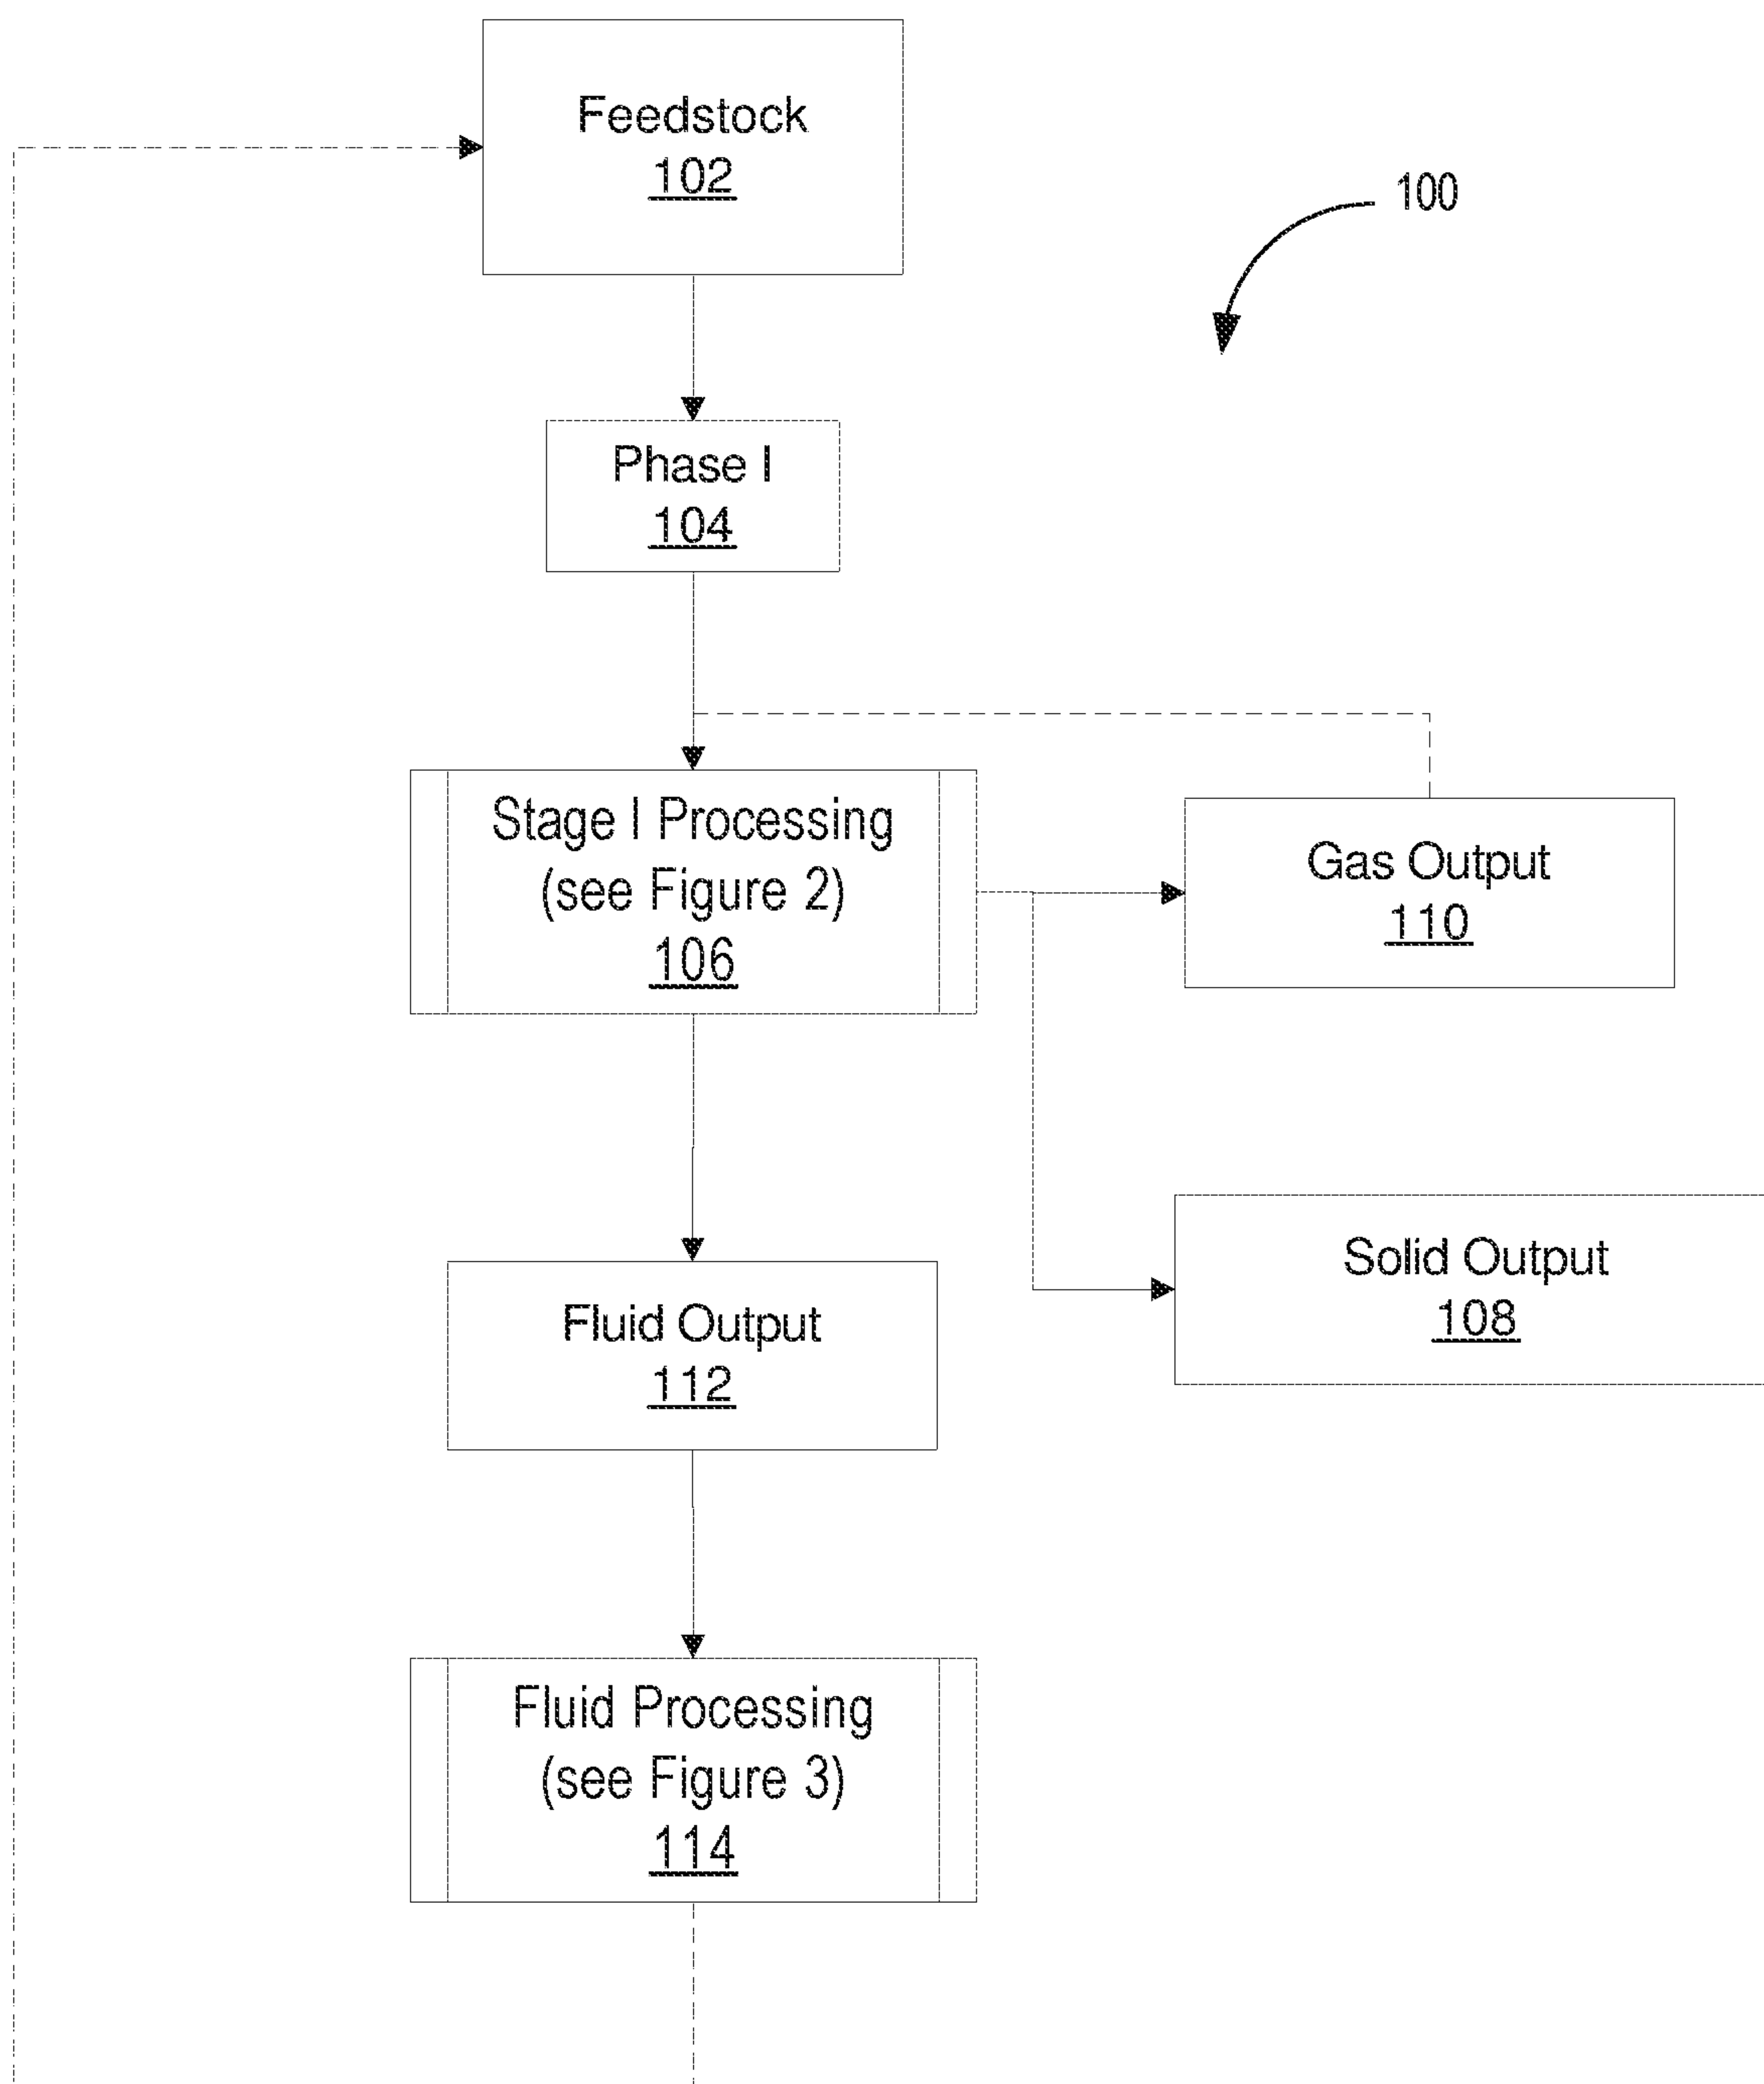 Feedstock
102
100
Phase I
104
Stage I Processing
(see Figure 2)
106
Gas Output
110
Solid Output
108
Fluid Output
112
Fluid Processing
(see Figure 3)
114